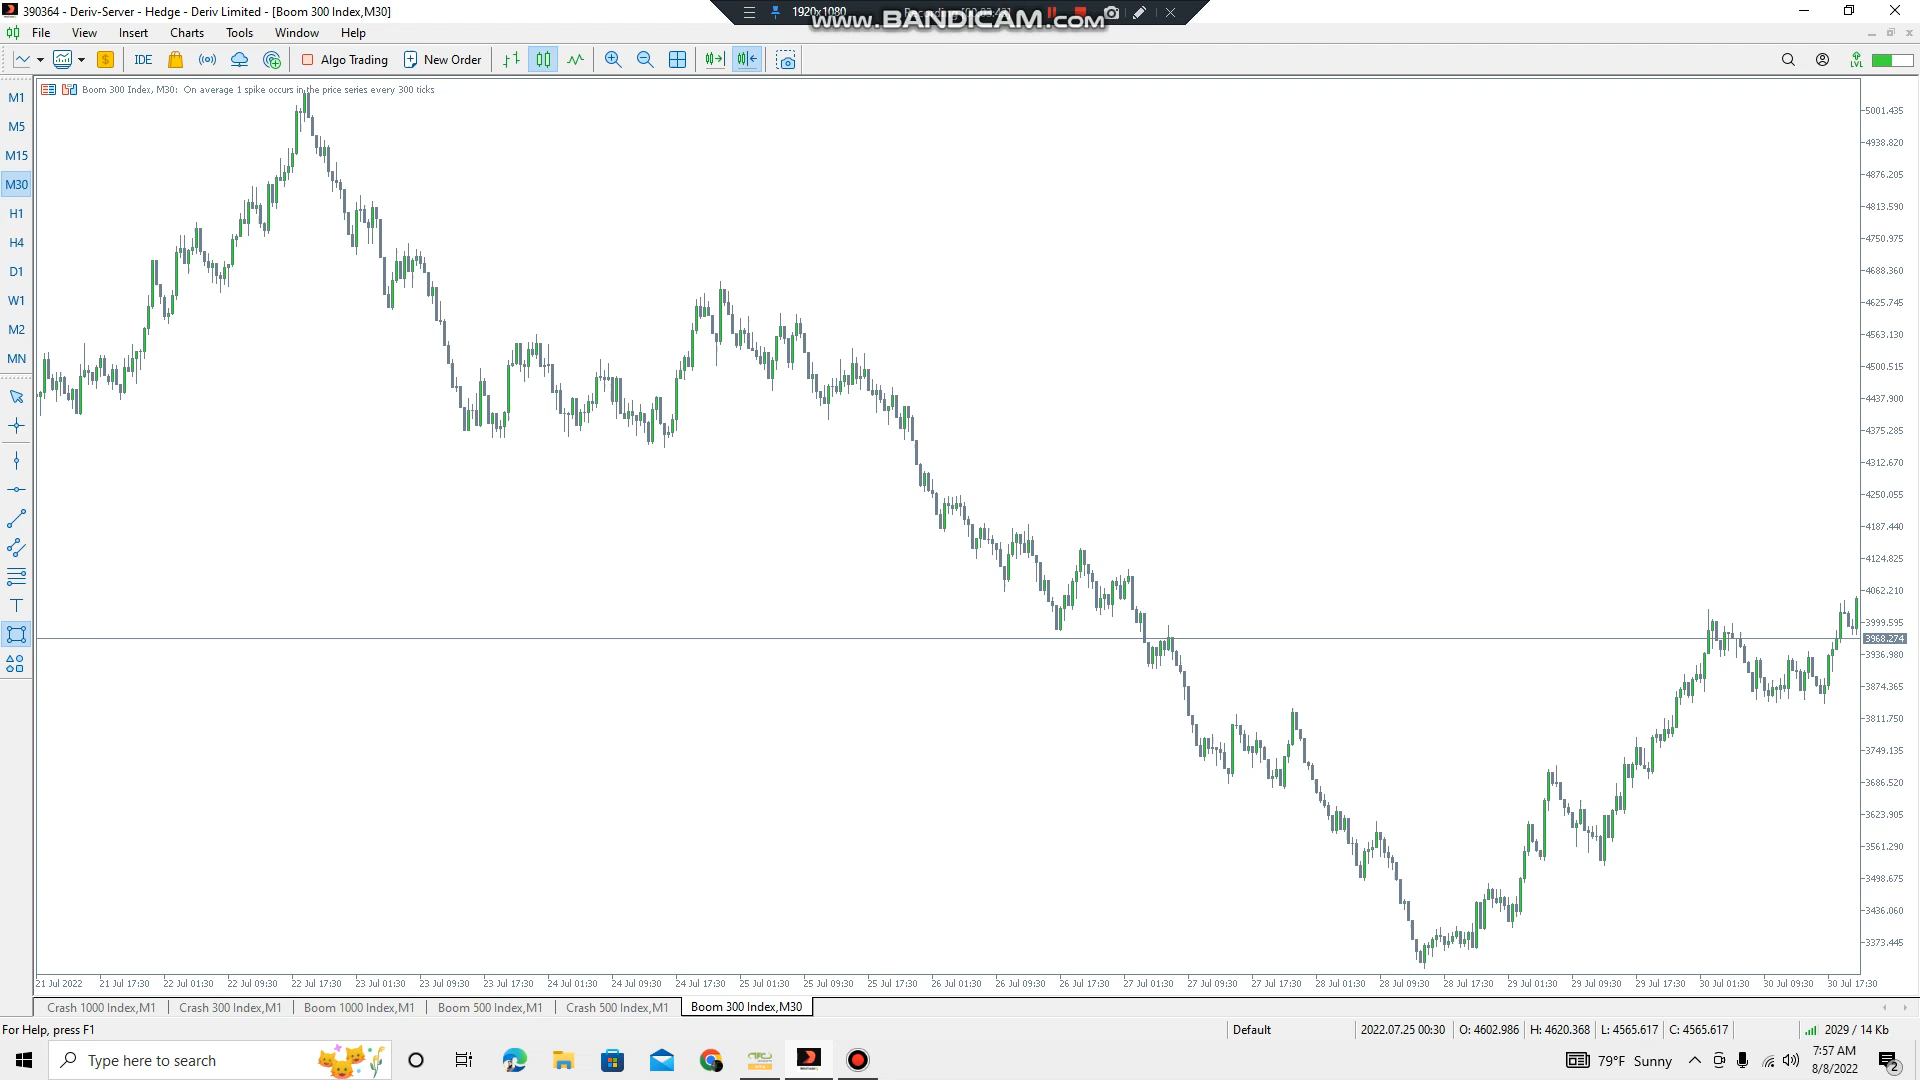 390364 - Deriv-Server - Hedge - Deriv Limited - [Boom 300 Index,M30]
1920x1080
www.BANDICAM.com
File View Insert Charts Tools Window Help
IDE Algo Trading New Order LVL
Boom 300 Index, M30: On average 1 spike occurs in the price series every 300 ticks
M1
M5
M15
M30
H1
H4
D1
W1
M2
MN
T
5001.435
4938.820
4876.205
4813.590
4750.975
4688.360
4625.745
4563.130
4500.515
4437.900
4375.285
4312.670
4250.055
4187.440
4124.825
4062.210
3999.595
3968.274
3936.980
3874.365
3811.750
3749.135
3686.520
3623.905
3561.290
3498.675
3436.060
3373.445
21 Jul 2022 21 Jul 17:30 22 Jul 01:30 22 Jul 09:30 22 Jul 17:30 23 Jul 01:30 23 Jul 09:30 23 Jul 17:30 24 Jul 01:30 24 Jul 09:30 24 Jul 17:30 25 Jul 01:30 25 Jul 09:30 25 Jul 17:30 26 Jul 01:30 26 Jul 09:30 26 Jul 17:30 27 Jul 01:30 27 Jul 09:30 27 Jul 17:30 28 Jul 01:30 28 Jul 09:30 28 Jul 17:30 29 Jul 01:30 29 Jul 09:30 29 Jul 17:30 30 Jul 01:30 30 Jul 09:30 30 Jul 17:30
Crash 1000 Index,M1 Crash 300 Index,M1 Boom 1000 Index,M1 Boom 500 Index,M1 Crash 500 Index,M1 Boom 300 Index,M30
For Help, press F1 Default 2022.07.25 00:30 O: 4602.986 H: 4620.368 L: 4565.617 C: 4565.617 2029 / 14 Kb
Type here to search 79°F Sunny 7:57 AM
8/8/2022 2